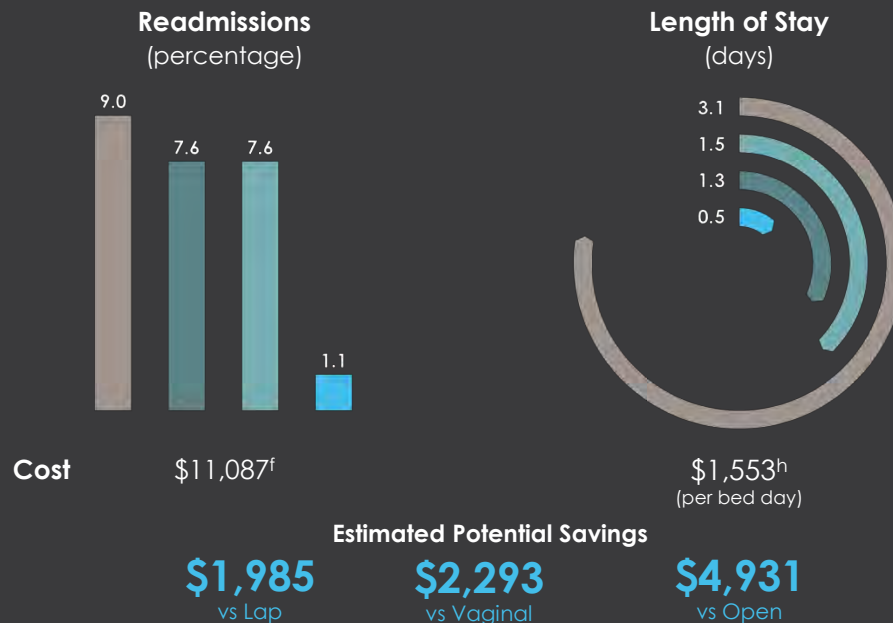 Readmissions
(percentage)
9.0
7.6
7.6
1.1
Length of Stay
(days)
3.1
1.5
1.3
0.5
Cost
$11,087f
$1,553h
(per bed day)
Estimated Potential Savings
$1,985
vs Lap
$2,293
vs Vaginal
$4,931
vs Open